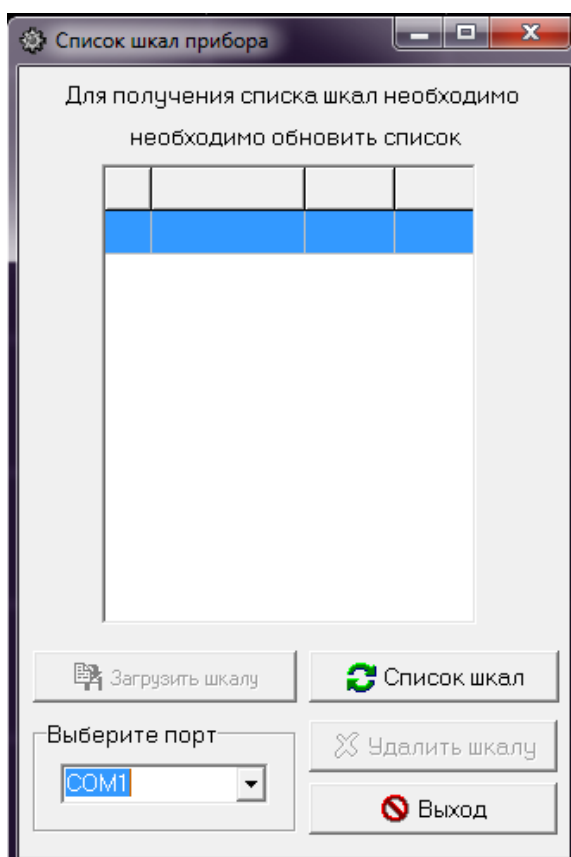 Список шкал прибора
Для получения списка шкал необходимо
необходимо обновить список
Загрузить шкалу
Список шкал
Выберите порт
Удалить шкалу
COM1
Выход